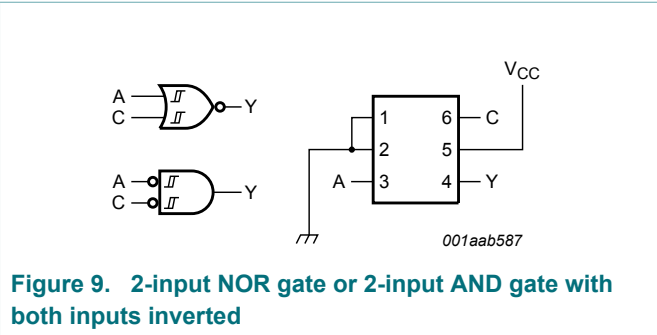 A
C
Y
A
C
Y
VCC
1
6
C
2
5
A
3
4
Y
001aab587
Figure 9. 2-input NOR gate or 2-input AND gate with
both inputs inverted